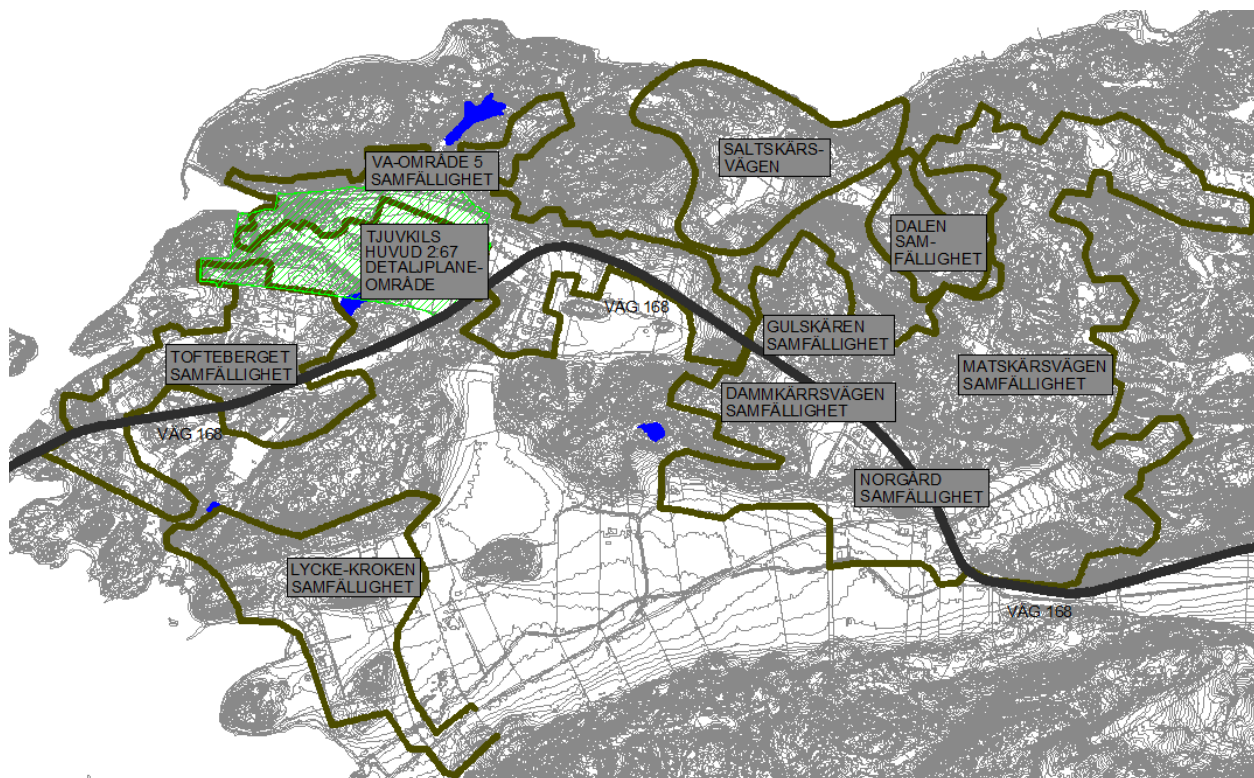 SALTSKÄRS-
VÄGEN
VA-OMRÅDE 5
SAMFÄLLIGHET
DALEN
SAM-
FÄLLIGHET
TJUVKILS
HUVUD 2:67
DETALJPLANE-
OMRÅDE
VÄG 168
GULSKÄREN
SAMFÄLLIGHET
TOFTEBERGET
SAMFÄLLIGHET
MATSKÄRSVÄGEN
SAMFÄLLIGHET
DAMMKÄRRSVÄGEN
SAMFÄLLIGHET
VÄG 168
NORGÅRD
SAMFÄLLIGHET
LYCKE-KROKEN
SAMFÄLLIGHET
VÄG 168